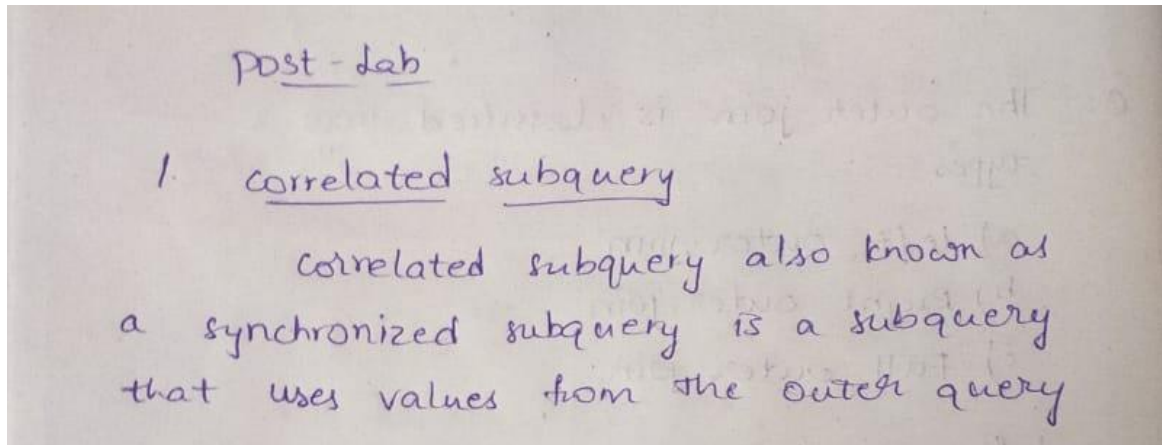 Post-Lab
1. correlated subquery
correlated subquery also known as
a synchronized subquery is a subquery
that uses values from the outer query